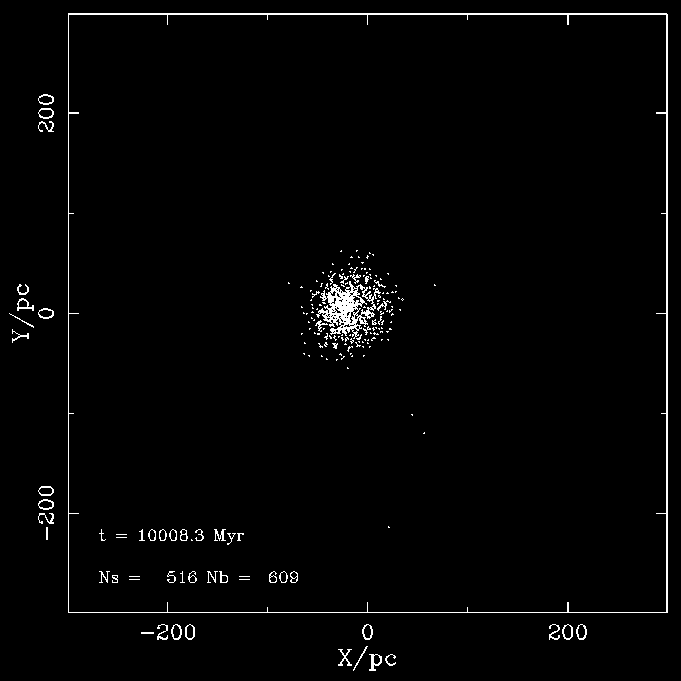 200
0
-200
Y/pc
t = 10008.3 Myr
Ns = 516 Nb = 609
-200 0 200
X/pc